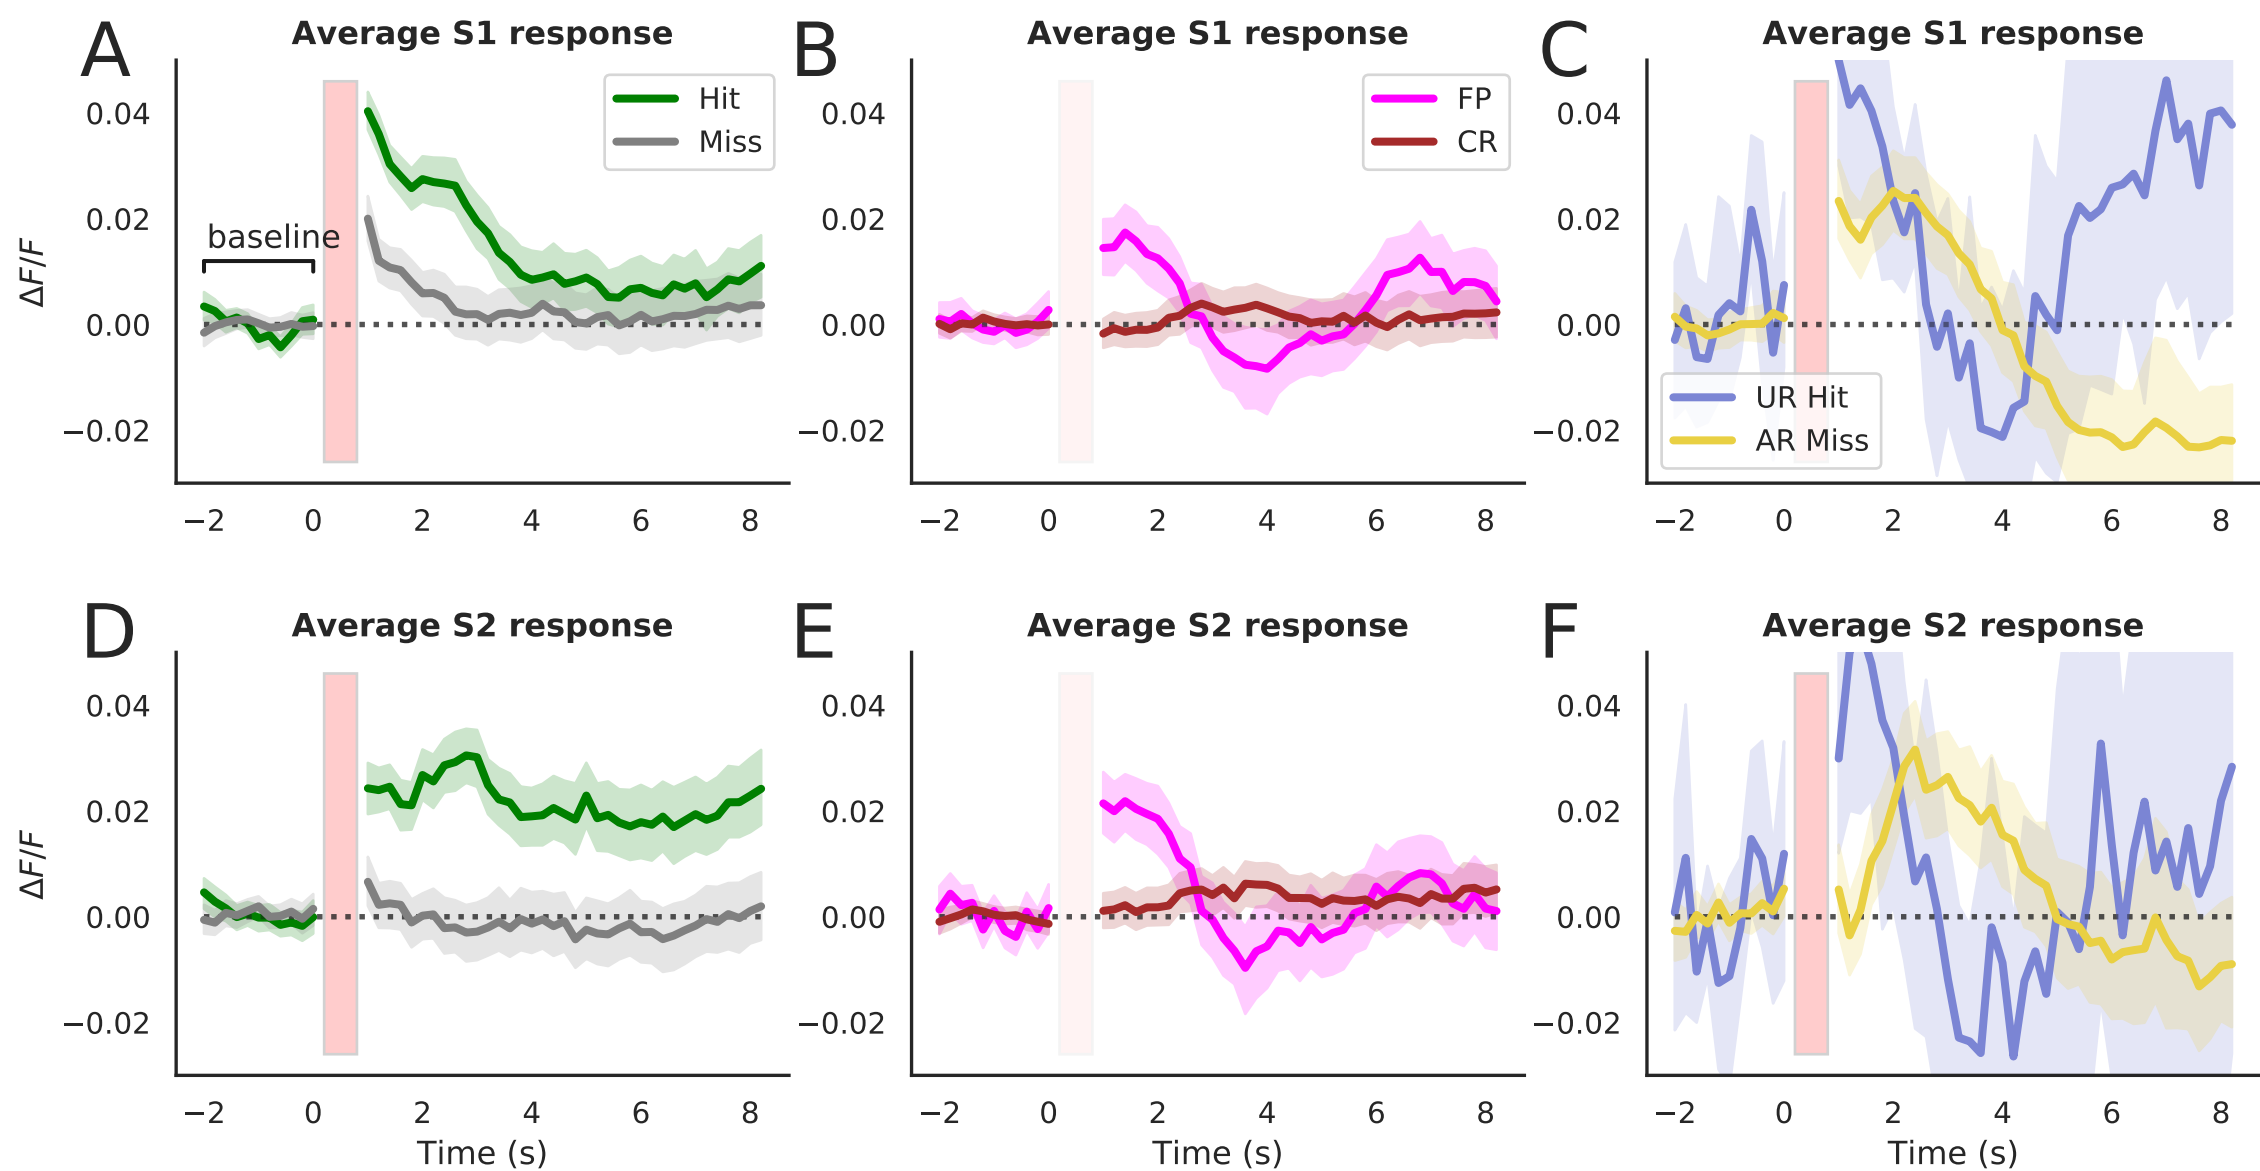 A
Average S1 response
B
Average S1 response
C
Average S1 response
ΔF/F
0.04
0.02
0.00
−0.02
baseline
Hit
Miss
−2 0 2 4 6 8
0.04
0.02
0.00
−0.02
FP
CR
−2 0 2 4 6 8
0.04
0.02
0.00
−0.02
UR Hit
AR Miss
−2 0 2 4 6 8
D
Average S2 response
E
Average S2 response
F
Average S2 response
ΔF/F
0.04
0.02
0.00
−0.02
−2 0 2 4 6 8
Time (s)
0.04
0.02
0.00
−0.02
−2 0 2 4 6 8
Time (s)
0.04
0.02
0.00
−0.02
−2 0 2 4 6 8
Time (s)